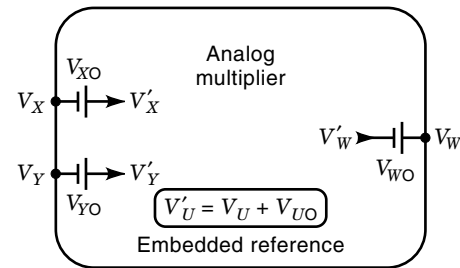 Analog
multiplier
V_XO
V_X V′_X
V′_W V_W
V_WO
V_Y V′_Y
V_YO
V′_U = V_U + V_UO
Embedded reference